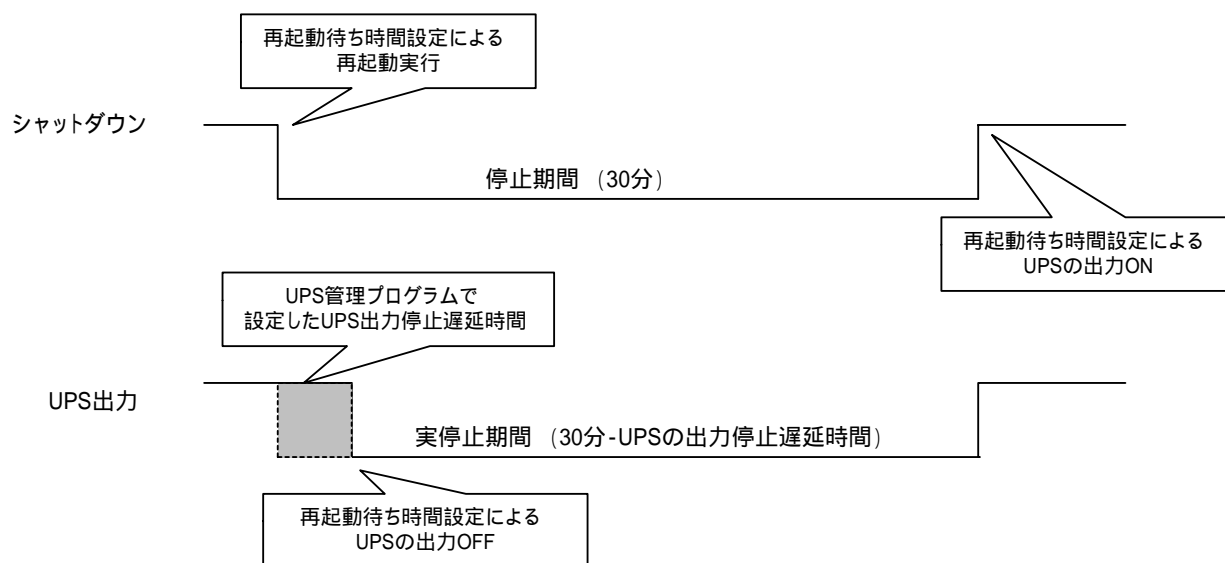 再起動待ち時間設定による
再起動実行
シャットダウン
停止期間 (30分)
再起動待ち時間設定による
UPSの出力ON
UPS管理プログラムで
設定したUPS出力停止遅延時間
UPS出力
実停止期間 (30分-UPSの出力停止遅延時間)
再起動待ち時間設定による
UPSの出力OFF